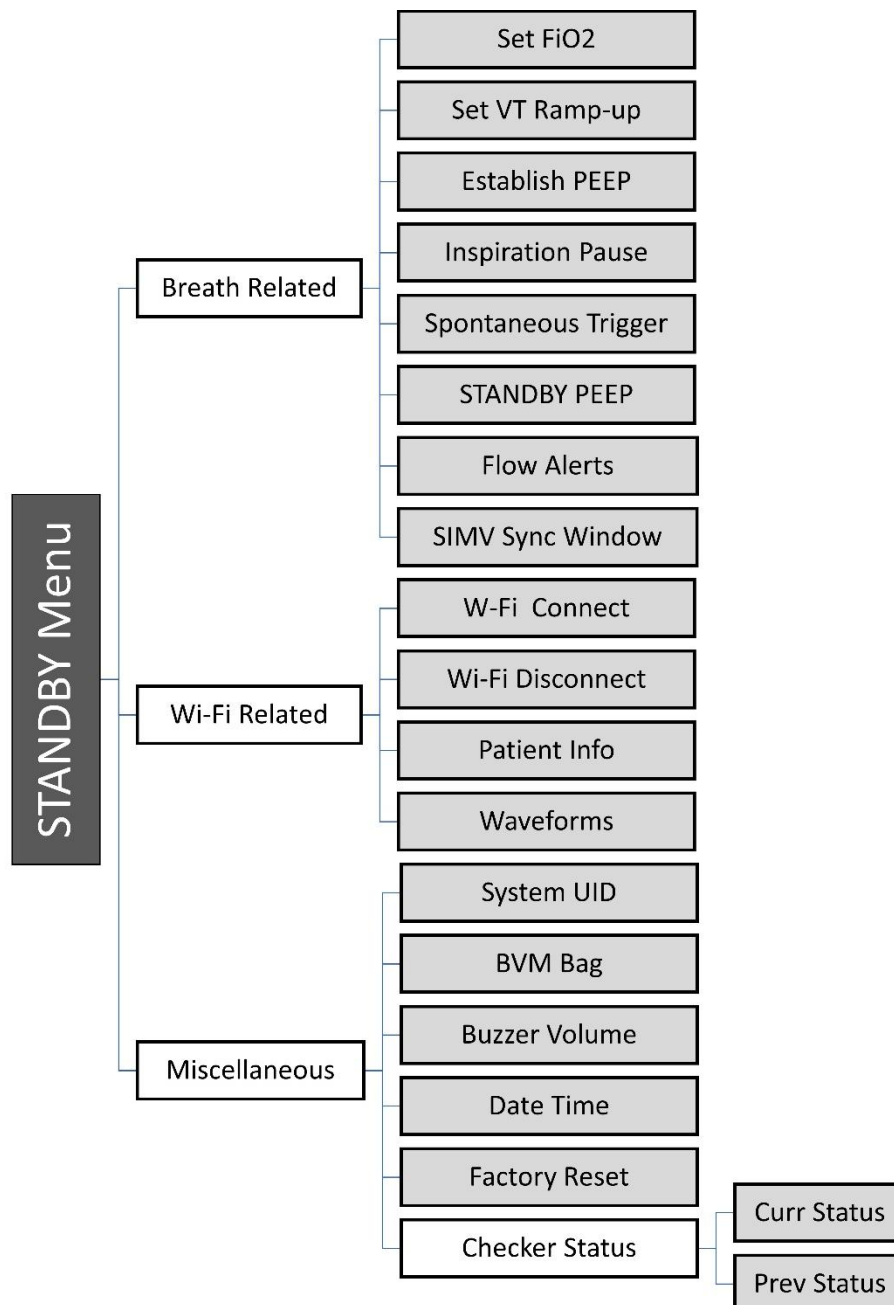 STANDBY Menu
Breath Related
Set FiO2
Set VT Ramp-up
Establish PEEP
Inspiration Pause
Spontaneous Trigger
STANDBY PEEP
Flow Alerts
SIMV Sync Window
Wi-Fi Related
W-Fi  Connect
Wi-Fi Disconnect
Patient Info
Waveforms
Miscellaneous
System UID
BVM Bag
Buzzer Volume
Date Time
Factory Reset
Checker Status
Curr Status
Prev Status